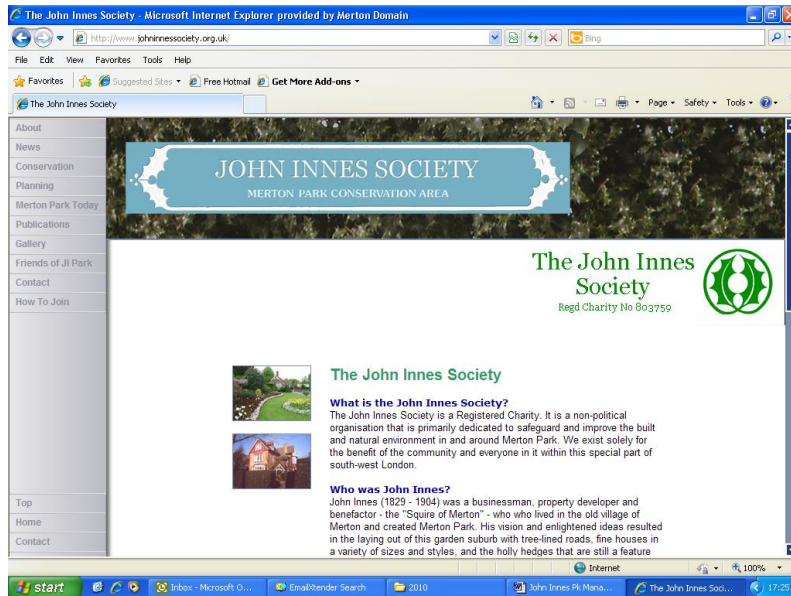 The John Innes Society - Microsoft Internet Explorer provided by Merton Domain
http://www.johninnessociety.org.uk/
Bing
File Edit View Favorites Tools Help
Favorites Suggested Sites Free Hotmail Get More Add-ons
The John Innes Society
Page Safety Tools
About
News
Conservation
Planning
Merton Park Today
Publications
Gallery
Friends of JI Park
Contact
How To Join
JOHN INNES SOCIETY
MERTON PARK CONSERVATION AREA
The John Innes
Society
Regd Charity No 803759
The John Innes Society
What is the John Innes Society?
The John Innes Society is a Registered Charity. It is a non-political
organisation that is primarily dedicated to safeguard and improve the built
and natural environment in and around Merton Park. We exist solely for
the benefit of the community and everyone in it within this special part of
south-west London.
Who was John Innes?
John Innes (1829 - 1904) was a businessman, property developer and
benefactor - the "Squire of Merton" - who who lived in the old village of
Merton and created Merton Park. His vision and enlightened ideas resulted
in the laying out of this garden suburb with tree-lined roads, fine houses in
a variety of sizes and styles, and the holly hedges that are still a feature
Top
Home
Contact
Internet
100%
start
Inbox - Microsoft O...
EmailXtender Search
2010
John Innes Pk Mana...
The John Innes Soci...
17:25